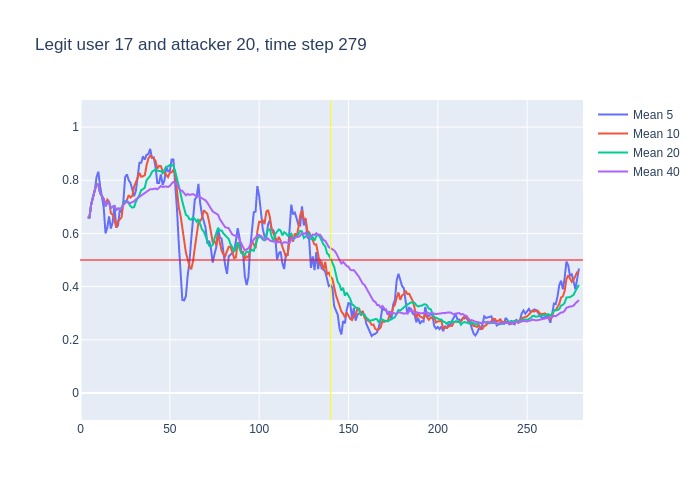 Legit user 17 and attacker 20, time step 279
Mean 5
Mean 10
Mean 20
Mean 40
1
0.8
0.6
0.4
0.2
0
0 50 100 150 200 250